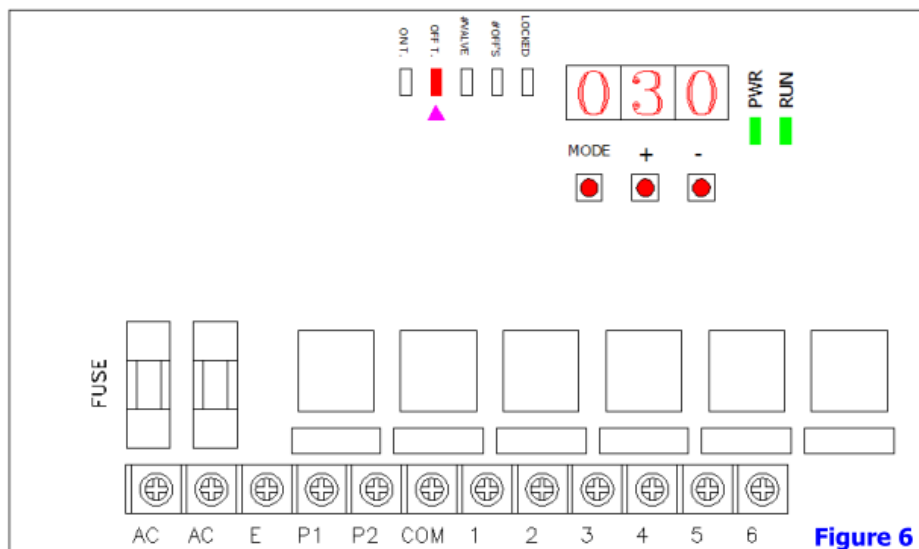 ON T. OFF T. #VALVE #OFF'S LOCKED
030
PWR RUN
MODE + -
FUSE
AC AC E P1 P2 COM 1 2 3 4 5 6
Figure 6